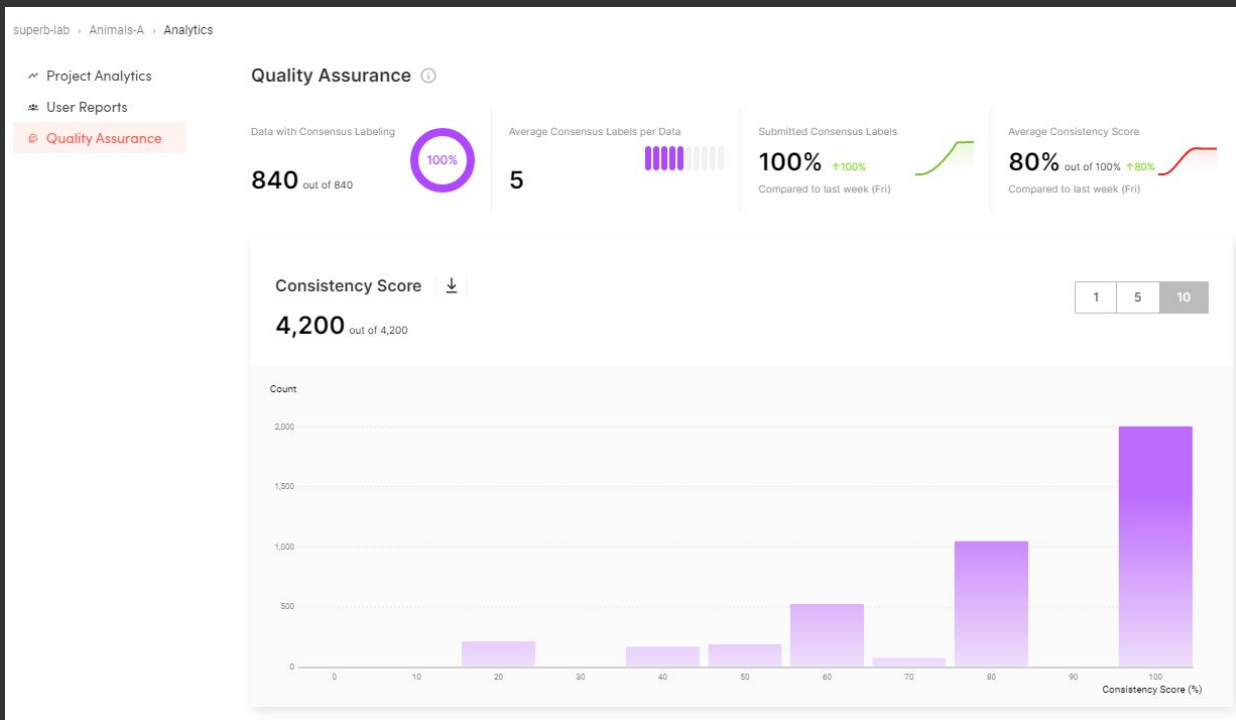 superb-lab › Animals-A › Analytics
Project Analytics
User Reports
Quality Assurance
Quality Assurance
Data with Consensus Labeling
840 out of 840
100%
Average Consensus Labels per Data
5
Submitted Consensus Labels
100% ↑100%
Compared to last week (Fri)
Average Consistency Score
80% out of 100% ↑80%
Compared to last week (Fri)
Consistency Score
4,200 out of 4,200
1 5 10
Count
2,000
1,500
1,000
500
0
0 10 20 30 40 50 60 70 80 90 100
Consistency Score (%)